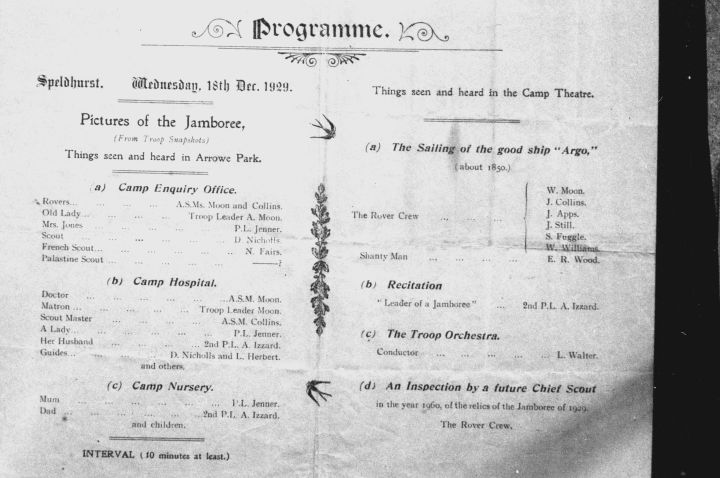 Programme.
Speldhurst. Wednesday, 18th Dec. 1929.
Pictures of the Jamboree,
(From Troop Snapshots)
Things seen and heard in Arrowe Park.
(a) Camp Enquiry Office.
Rovers... ... ... ... A.S.Ms. Moon and Collins.
Old Lady ... ... ... ... Troop Leader A. Moon.
Mrs. Jones ... ... ... ... P.L. Jenner.
Scout ... ... ... ... D. Nicholls.
French Scout... ... ... ... N. Fairs.
Palastine Scout ... ... ... ... ——?
(b) Camp Hospital.
Doctor ... ... ... ... ...A.S.M. Moon.
Matron ... ... ... ... Troop Leader Moon.
Scout Master ... ... ... A.S.M. Collins.
A Lady ... ... ... ... P.L. Jenner.
Her Husband ... ... ... ... 2nd P.L. A. Izzard.
Guides... ... ... D. Nicholls and L. Herbert.
and others.
(c) Camp Nursery.
Mum ... ... ... ... ... P.L. Jenner.
Dad ... ... ... ... ...2nd P.L. A. Izzard.
and children.
INTERVAL (10 minutes at least.)
Things seen and heard in the Camp Theatre.
(a) The Sailing of the good ship "Argo,"
(about 1850.)
The Rover Crew ... ... ...
W. Moon.
J. Collins.
J. Apps.
J. Still.
S. Fuggle.
W. Williams.
Shanty Man ... ... ... ... E. R. Wood.
(b) Recitation
"Leader of a Jamboree" ... 2nd P.L. A. Izzard.
(c) The Troop Orchestra.
Conductor ... ... ... ... ... L. Walter.
(d) An Inspection by a future Chief Scout
in the year 1960, of the relics of the Jamboree of 1929.
The Rover Crew.